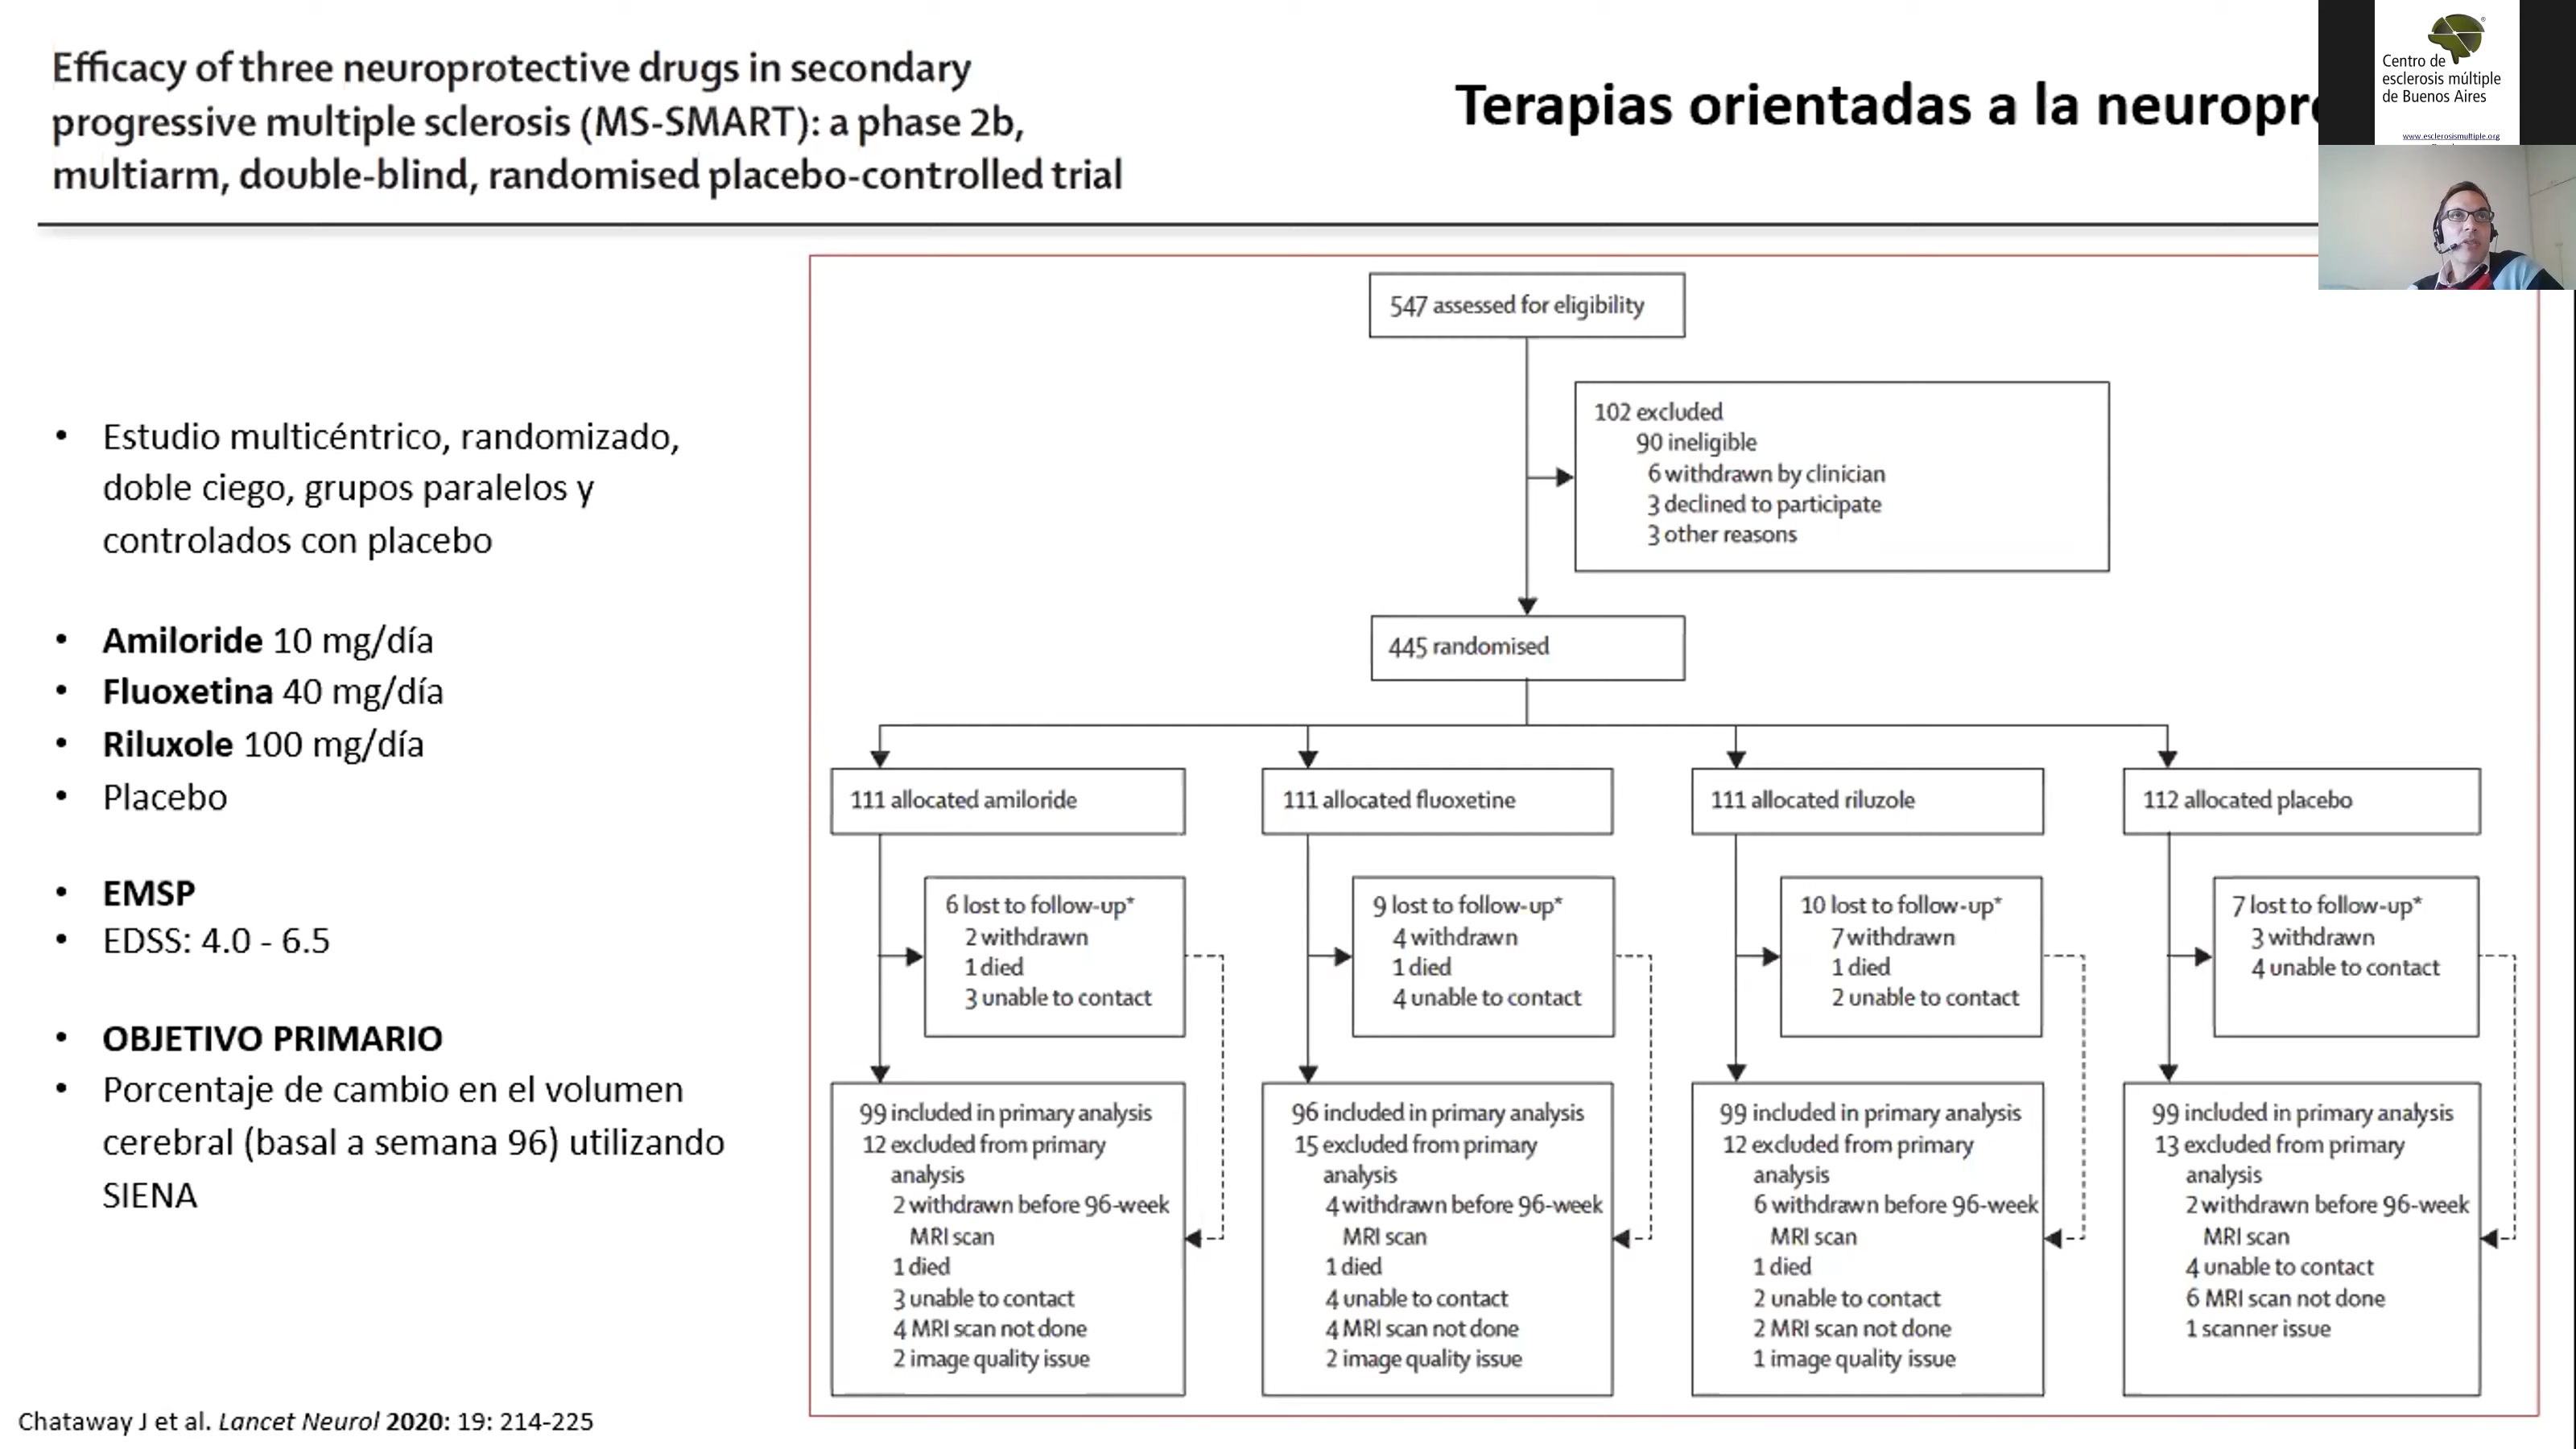 Efficacy of three neuroprotective drugs in secondary
progressive multiple sclerosis (MS-SMART): a phase 2b,
multiarm, double-blind, randomised placebo-controlled trial
Terapias orientadas a la
Centro de
esclerosis múltiple
de Buenos Aires
www.esclerosismultiple.org
• Estudio multicéntrico, randomizado,
doble ciego, grupos paralelos y
controlados con placebo
• Amiloride 10 mg/día
• Fluoxetina 40 mg/día
• Riluxole 100 mg/día
• Placebo
• EMSP
• EDSS: 4.0 - 6.5
• OBJETIVO PRIMARIO
• Porcentaje de cambio en el volumen
cerebral (basal a semana 96) utilizando
SIENA
547 assessed for eligibility
102 excluded
90 ineligible
6 withdrawn by clinician
3 declined to participate
3 other reasons
445 randomised
111 allocated amiloride
111 allocated fluoxetine
111 allocated riluzole
112 allocated placebo
6 lost to follow-up*
2 withdrawn
1 died
3 unable to contact
9 lost to follow-up*
4 withdrawn
1 died
4 unable to contact
10 lost to follow-up*
7 withdrawn
1 died
2 unable to contact
7 lost to follow-up*
3 withdrawn
4 unable to contact
99 included in primary analysis
12 excluded from primary
analysis
2 withdrawn before 96-week
MRI scan
1 died
3 unable to contact
4 MRI scan not done
2 image quality issue
96 included in primary analysis
15 excluded from primary
analysis
4 withdrawn before 96-week
MRI scan
1 died
4 unable to contact
4 MRI scan not done
2 image quality issue
99 included in primary analysis
12 excluded from primary
analysis
6 withdrawn before 96-week
MRI scan
1 died
2 unable to contact
2 MRI scan not done
1 image quality issue
99 included in primary analysis
13 excluded from primary
analysis
2 withdrawn before 96-week
MRI scan
4 unable to contact
6 MRI scan not done
1 scanner issue
Chataway J et al. Lancet Neurol 2020: 19: 214-225